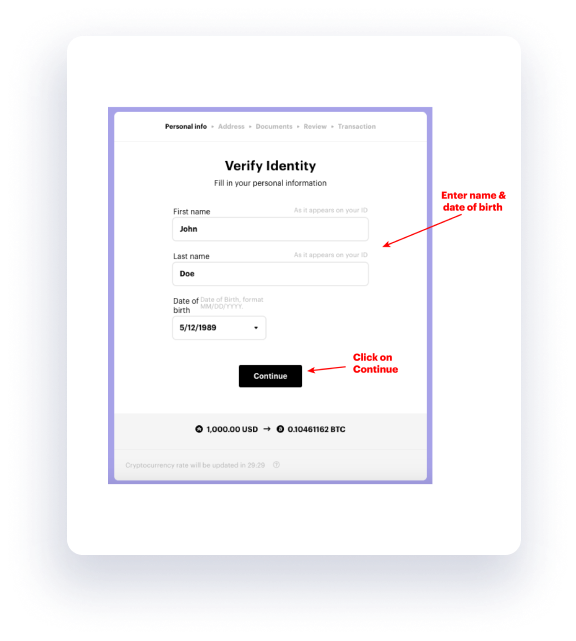 Personal info • Address • Documents • Review • Transaction
Verify Identity
Fill in your personal information
First name As it appears on your ID
John
Last name As it appears on your ID
Doe
Date of birth Date of Birth, format MM/DD/YYYY.
5/12/1989
Continue
1,000.00 USD → 0.10461162 BTC
Cryptocurrency rate will be updated in 29:29
Enter name &
date of birth
Click on
Continue